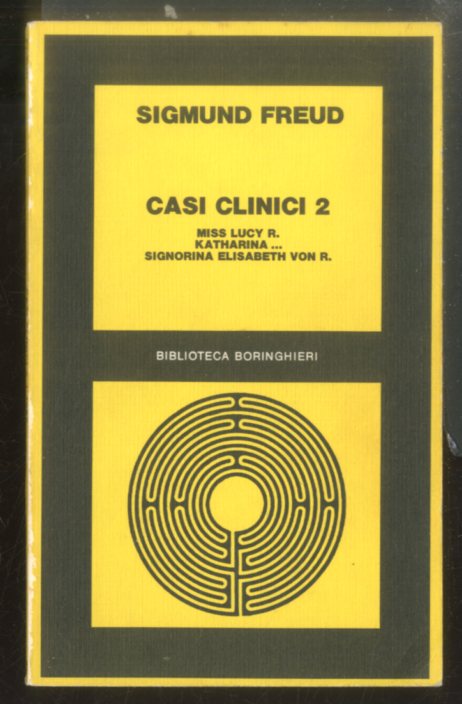 SIGMUND FREUD
CASI CLINICI 2
MISS LUCY R.
KATHARINA ...
SIGNORINA ELISABETH VON R.
BIBLIOTECA BORINGHIERI